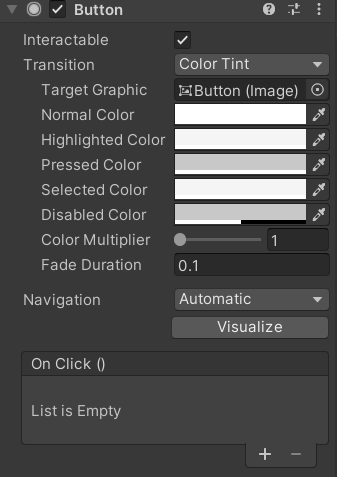 Button
Interactable
Transition Color Tint
Target Graphic Button (Image)
Normal Color
Highlighted Color
Pressed Color
Selected Color
Disabled Color
Color Multiplier 1
Fade Duration 0.1
Navigation Automatic
Visualize
On Click ()
List is Empty